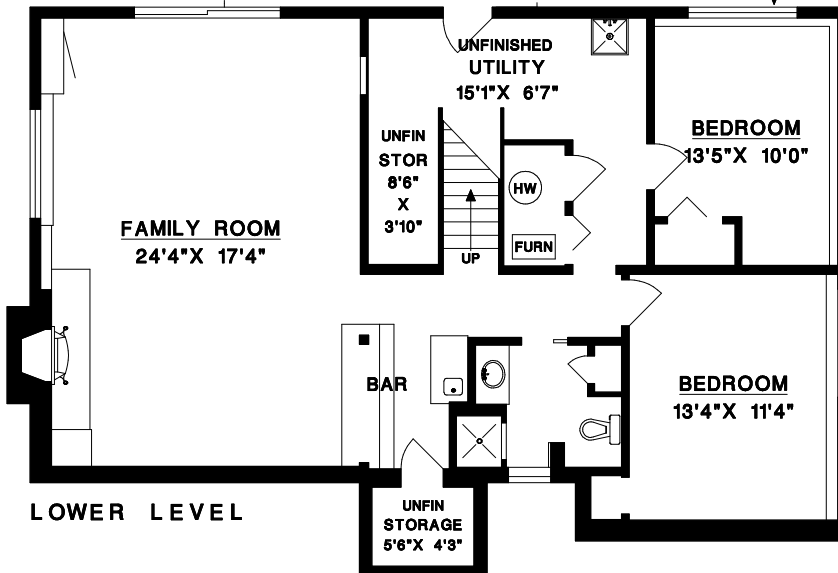 UNFINISHED
UTILITY
15'1"X 6'7"
UNFIN
STOR
8'6"
X
3'10"
HW
FURN
UP
BEDROOM
13'5"X 10'0"
FAMILY ROOM
24'4"X 17'4"
BAR
BEDROOM
13'4"X 11'4"
UNFIN
STORAGE
5'6"X 4'3"
LOWER LEVEL